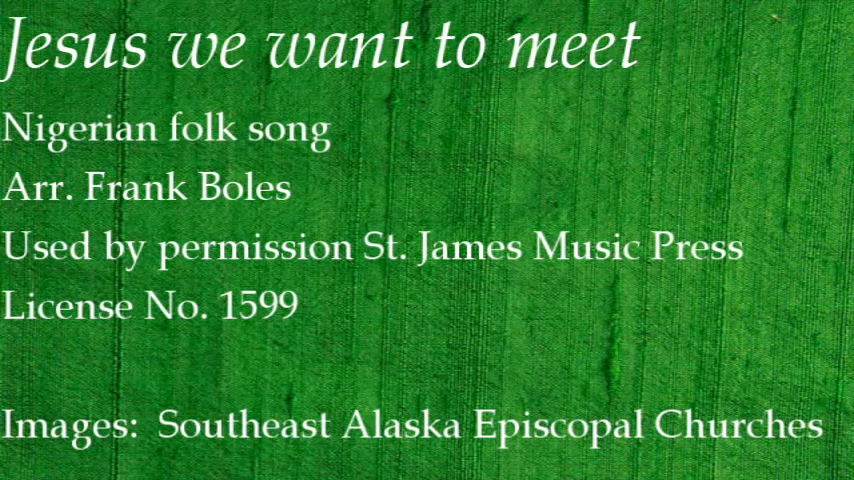 Jesus we want to meet
Nigerian folk song
Arr. Frank Boles
Used by permission St. James Music Press
License No. 1599
Images:  Southeast Alaska Episcopal Churches